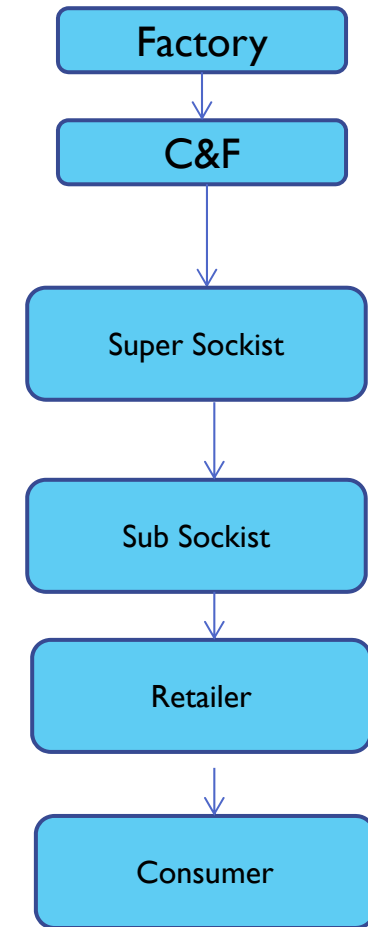 Factory
C&F
Super Sockist
Sub Sockist
Retailer
Consumer